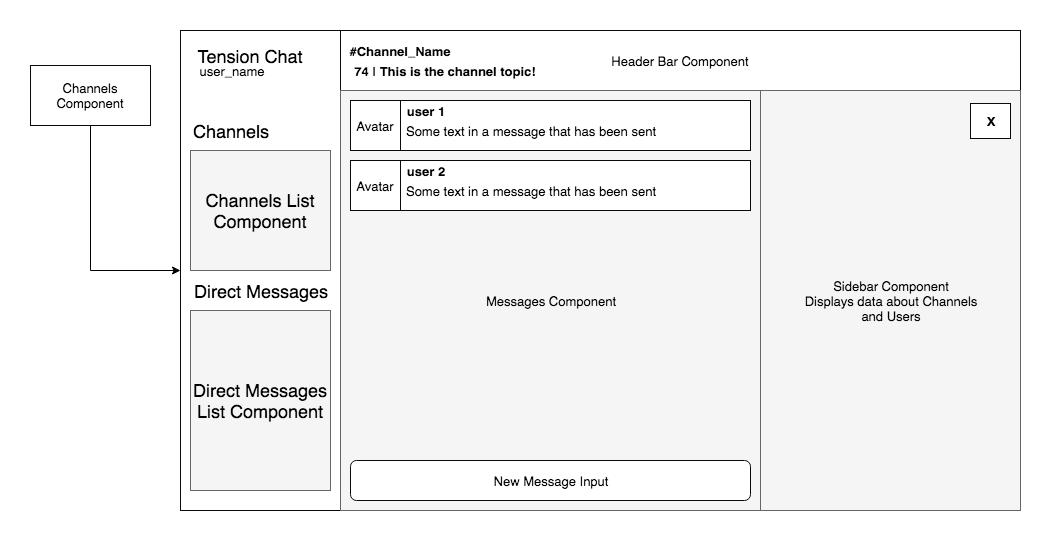 Channels
Component
Tension Chat
user_name
Channels
Channels List
Component
Direct Messages
Direct Messages
List Component
#Channel_Name
74 | This is the channel topic!
Header Bar Component
Avatar
user 1
Some text in a message that has been sent
Avatar
user 2
Some text in a message that has been sent
Messages Component
New Message Input
X
Sidebar Component
Displays data about Channels
and Users